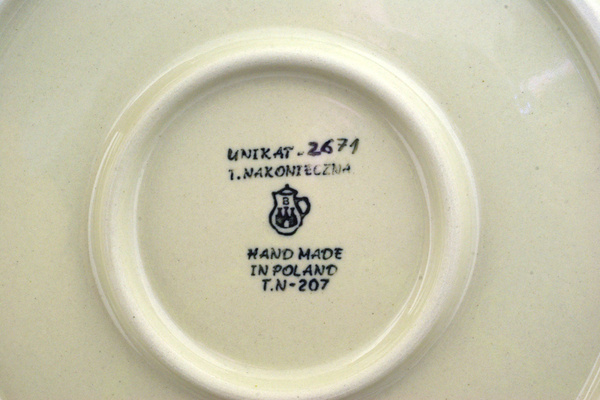 UNIKAT - 2671
T. NAKONIECZNA
B
HAND MADE
IN POLAND
T.N-207